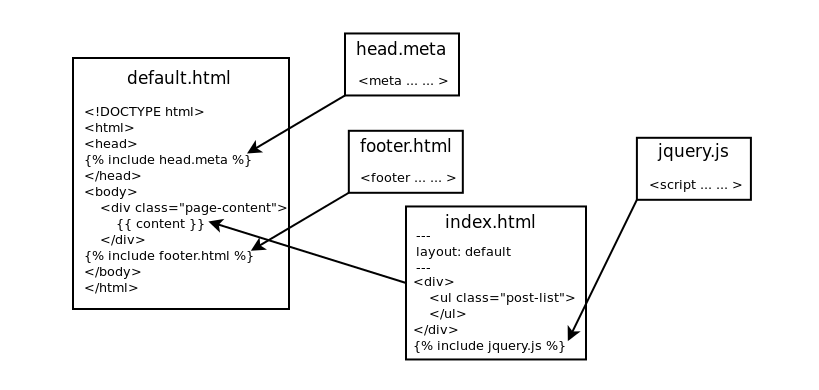 default.html
<!DOCTYPE html>
<html>
<head>
{% include head.meta %}
</head>
<body>
<div class="page-content">
{{ content }}
</div>
{% include footer.html %}
</body>
</html>
head.meta
<meta ... ... >
footer.html
<footer ... ... >
index.html
---
layout: default
---
<div>
<ul class="post-list">
</ul>
</div>
{% include jquery.js %}
jquery.js
<script ... ... >